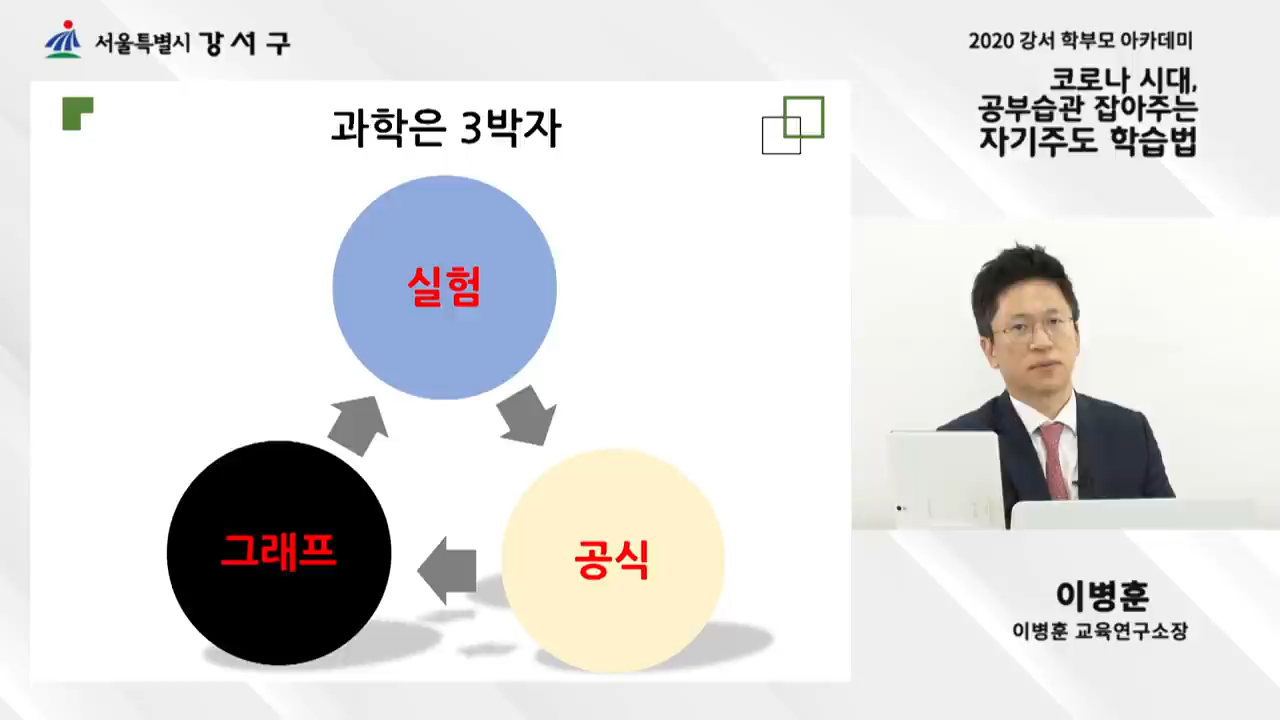 서울특별시 강서구
2020 강서 학부모 아카데미
코로나 시대,
공부습관 잡아주는
자기주도 학습법
과학은 3박자
실험
그래프
공식
이병훈
이병훈 교육연구소장